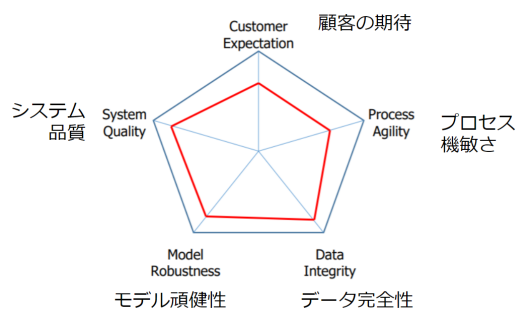 Customer
Expectation
顧客の期待
システム
品質
System
Quality
Process
Agility
プロセス
機敏さ
Model
Robustness
モデル頑健性
Data
Integrity
データ完全性